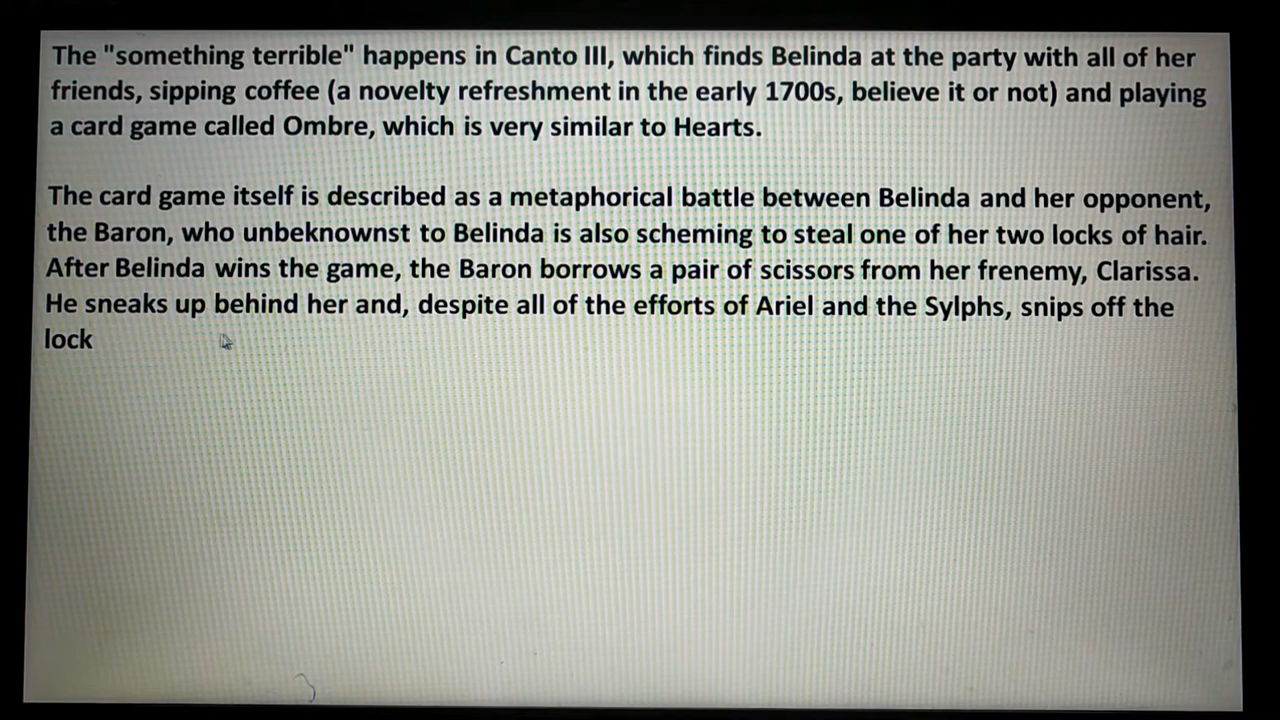 The "something terrible" happens in Canto III, which finds Belinda at the party with all of her
friends, sipping coffee (a novelty refreshment in the early 1700s, believe it or not) and playing
a card game called Ombre, which is very similar to Hearts.
The card game itself is described as a metaphorical battle between Belinda and her opponent,
the Baron, who unbeknownst to Belinda is also scheming to steal one of her two locks of hair.
After Belinda wins the game, the Baron borrows a pair of scissors from her frenemy, Clarissa.
He sneaks up behind her and, despite all of the efforts of Ariel and the Sylphs, snips off the
lock